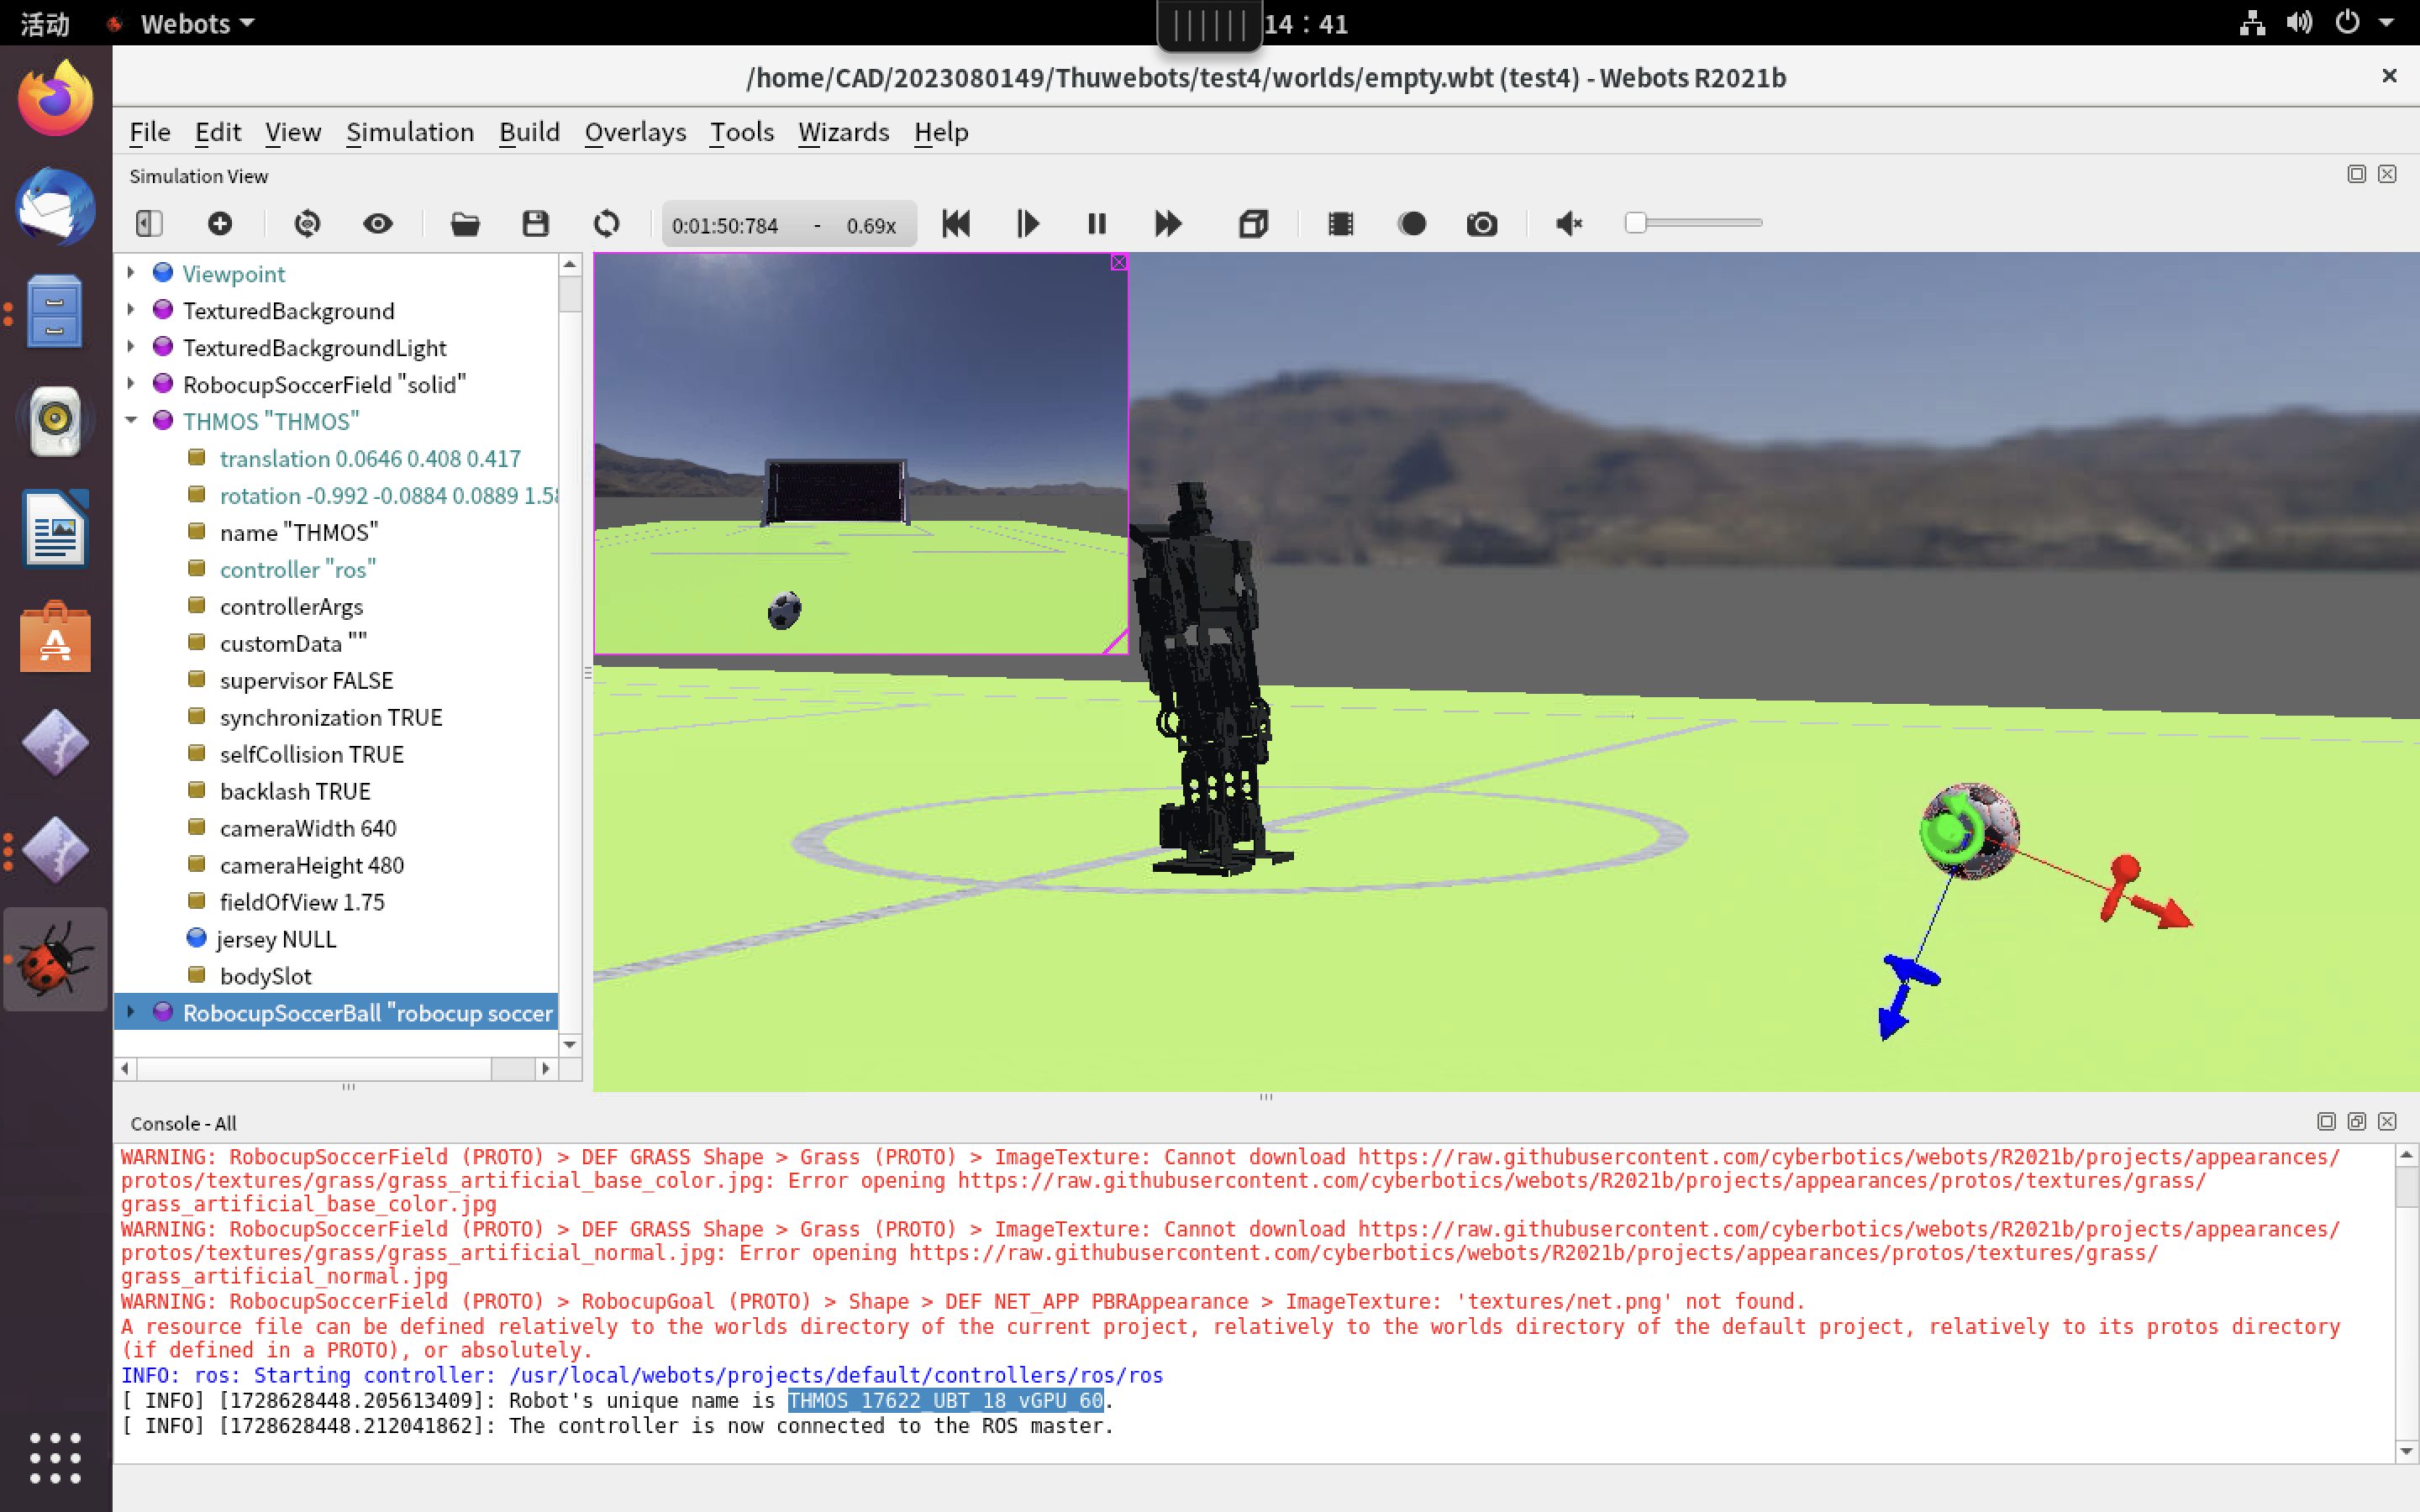 活动
Webots
14：41
/home/CAD/2023080149/Thuwebots/test4/worlds/empty.wbt (test4) - Webots R2021b
File Edit View Simulation Build Overlays Tools Wizards Help
Simulation View
0:01:50:784 - 0.69x
Viewpoint
TexturedBackground
TexturedBackgroundLight
RobocupSoccerField "solid"
THMOS "THMOS"
translation 0.0646 0.408 0.417
rotation -0.992 -0.0884 0.0889 1.58
name "THMOS"
controller "ros"
controllerArgs
customData ""
supervisor FALSE
synchronization TRUE
selfCollision TRUE
backlash TRUE
cameraWidth 640
cameraHeight 480
fieldOfView 1.75
jersey NULL
bodySlot
RobocupSoccerBall "robocup soccer
Console - All
WARNING: RobocupSoccerField (PROTO) > DEF GRASS Shape > Grass (PROTO) > ImageTexture: Cannot download https://raw.githubusercontent.com/cyberbotics/webots/R2021b/projects/appearances/
protos/textures/grass/grass_artificial_base_color.jpg: Error opening https://raw.githubusercontent.com/cyberbotics/webots/R2021b/projects/appearances/protos/textures/grass/
grass_artificial_base_color.jpg
WARNING: RobocupSoccerField (PROTO) > DEF GRASS Shape > Grass (PROTO) > ImageTexture: Cannot download https://raw.githubusercontent.com/cyberbotics/webots/R2021b/projects/appearances/
protos/textures/grass/grass_artificial_normal.jpg: Error opening https://raw.githubusercontent.com/cyberbotics/webots/R2021b/projects/appearances/protos/textures/grass/
grass_artificial_normal.jpg
WARNING: RobocupSoccerField (PROTO) > RobocupGoal (PROTO) > Shape > DEF NET_APP PBRAppearance > ImageTexture: 'textures/net.png' not found.
A resource file can be defined relatively to the worlds directory of the current project, relatively to the worlds directory of the default project, relatively to its protos directory
(if defined in a PROTO), or absolutely.
INFO: ros: Starting controller: /usr/local/webots/projects/default/controllers/ros/ros
[ INFO] [1728628448.205613409]: Robot's unique name is THMOS_17622_UBT_18_vGPU_60.
[ INFO] [1728628448.212041862]: The controller is now connected to the ROS master.